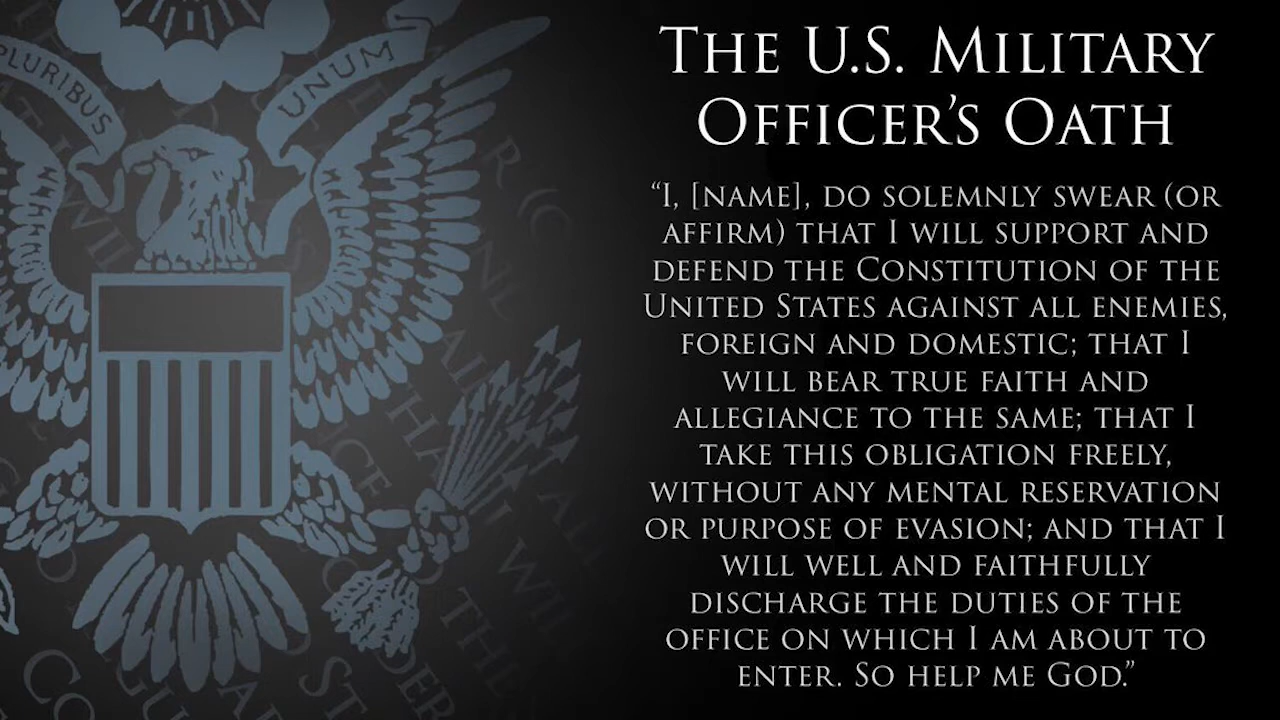 PLURIBUS
UNUM
THE U.S. MILITARY
OFFICER'S OATH
“I, [NAME], DO SOLEMNLY SWEAR (OR
AFFIRM) THAT I WILL SUPPORT AND
DEFEND THE CONSTITUTION OF THE
UNITED STATES AGAINST ALL ENEMIES,
FOREIGN AND DOMESTIC; THAT I
WILL BEAR TRUE FAITH AND
ALLEGIANCE TO THE SAME; THAT I
TAKE THIS OBLIGATION FREELY,
WITHOUT ANY MENTAL RESERVATION
OR PURPOSE OF EVASION; AND THAT I
WILL WELL AND FAITHFULLY
DISCHARGE THE DUTIES OF THE
OFFICE ON WHICH I AM ABOUT TO
ENTER. SO HELP ME GOD.”